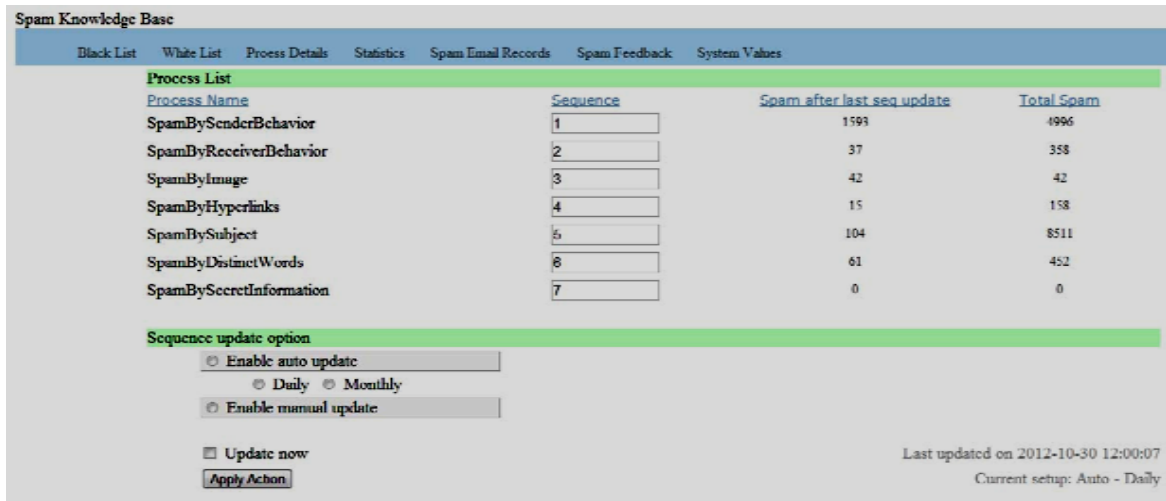 Spam Knowledge Base
Black List White List Proess Details Statistics Spam Email Records Spam Feedback System Values
Process List
Process Name Sequence Spam after last seq update Total Spam
SpamBySenderBehavior 1 1593 4996
SpamByReceiverBehavior 2 37 358
SpamByImage 3 42 42
SpamByHyperlinks 4 15 158
SpamBySubject 5 104 8511
SpamByDistinctWords 6 61 452
SpamBySecretInformation 7 0 0
Sequence update option
Enable auto update
Daily Monthly
Enable manual update
Update now
Last updated on 2012-10-30 12:00:07
Apply Action
Current setup: Auto - Daily